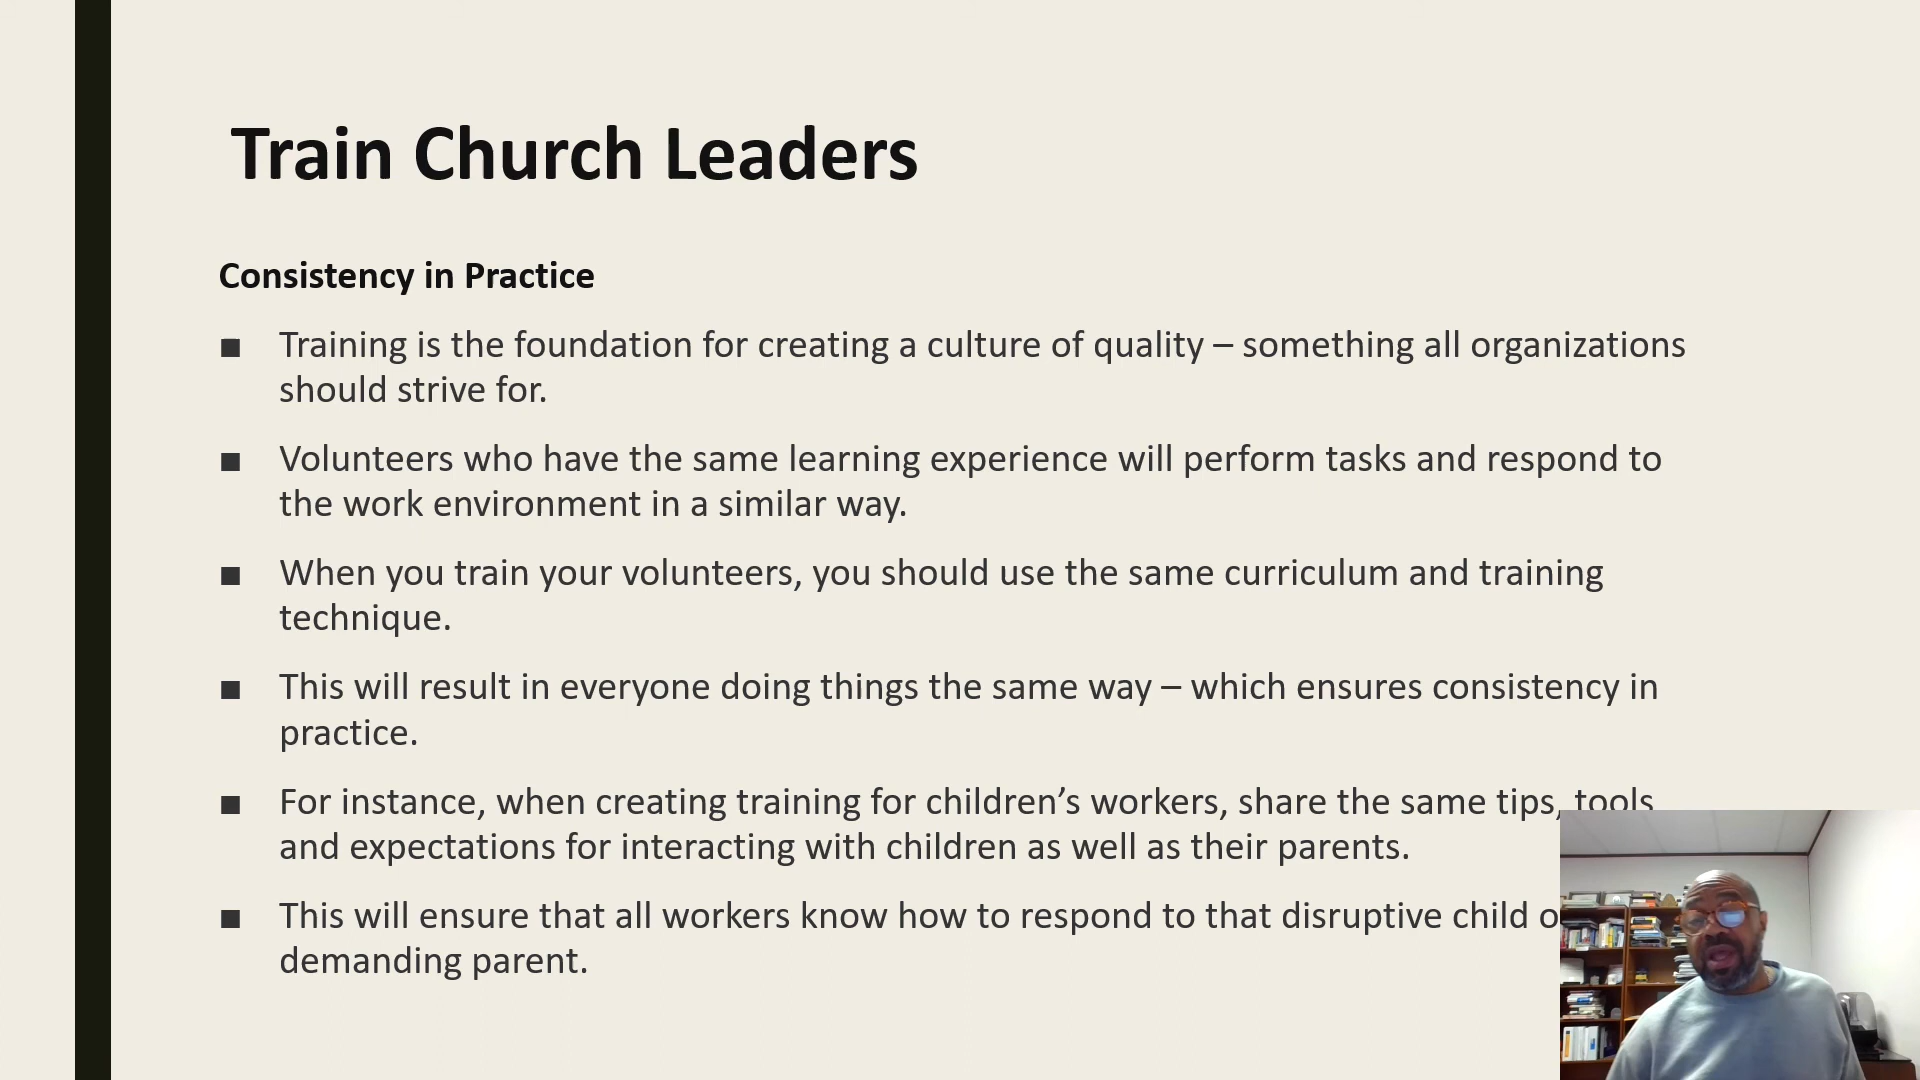 Train Church Leaders
Consistency in Practice
■ Training is the foundation for creating a culture of quality – something all organizations
should strive for.
■ Volunteers who have the same learning experience will perform tasks and respond to
the work environment in a similar way.
■ When you train your volunteers, you should use the same curriculum and training
technique.
■ This will result in everyone doing things the same way – which ensures consistency in
practice.
■ For instance, when creating training for children’s workers, share the same tips, tools
and expectations for interacting with children as well as their parents.
■ This will ensure that all workers know how to respond to that disruptive child
demanding parent.